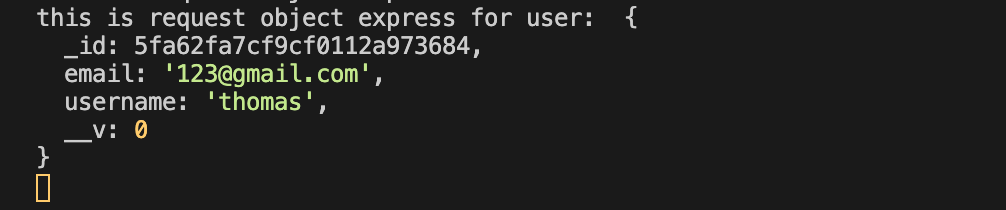 this is request object express for user:  {
  _id: 5fa62fa7cf9cf0112a973684,
  email: '123@gmail.com',
  username: 'thomas',
  __v: 0
}